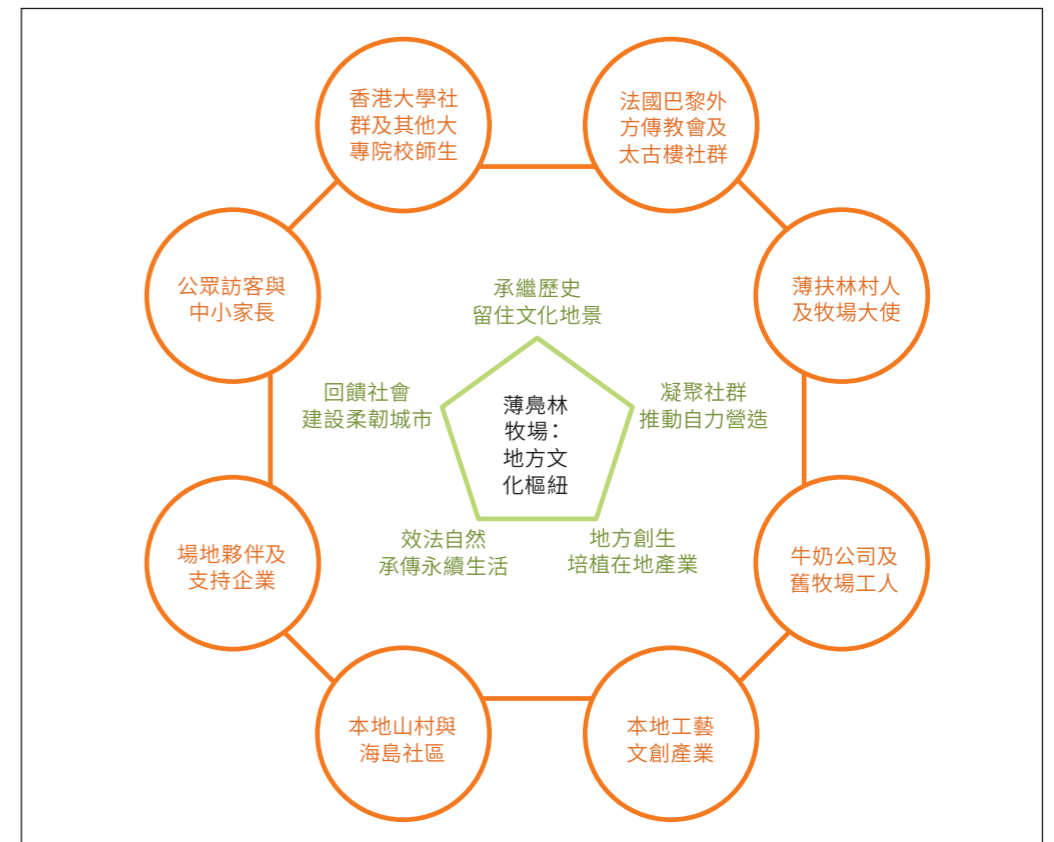 香港大學社
群及其他大
專院校師生
法國巴黎外
方傳教會及
太古樓社群
公眾訪客與
中小家長
薄扶林村人
及牧場大使
承繼歷史
留住文化地景
回饋社會
建設柔韌城市
凝聚社群
推動自力營造
薄鳧林
牧場：
地方文
化樞紐
效法自然
承傳永續生活
地方創生
培植在地產業
場地夥伴及
支持企業
牛奶公司及
舊牧場工人
本地山村與
海島社區
本地工藝
文創產業